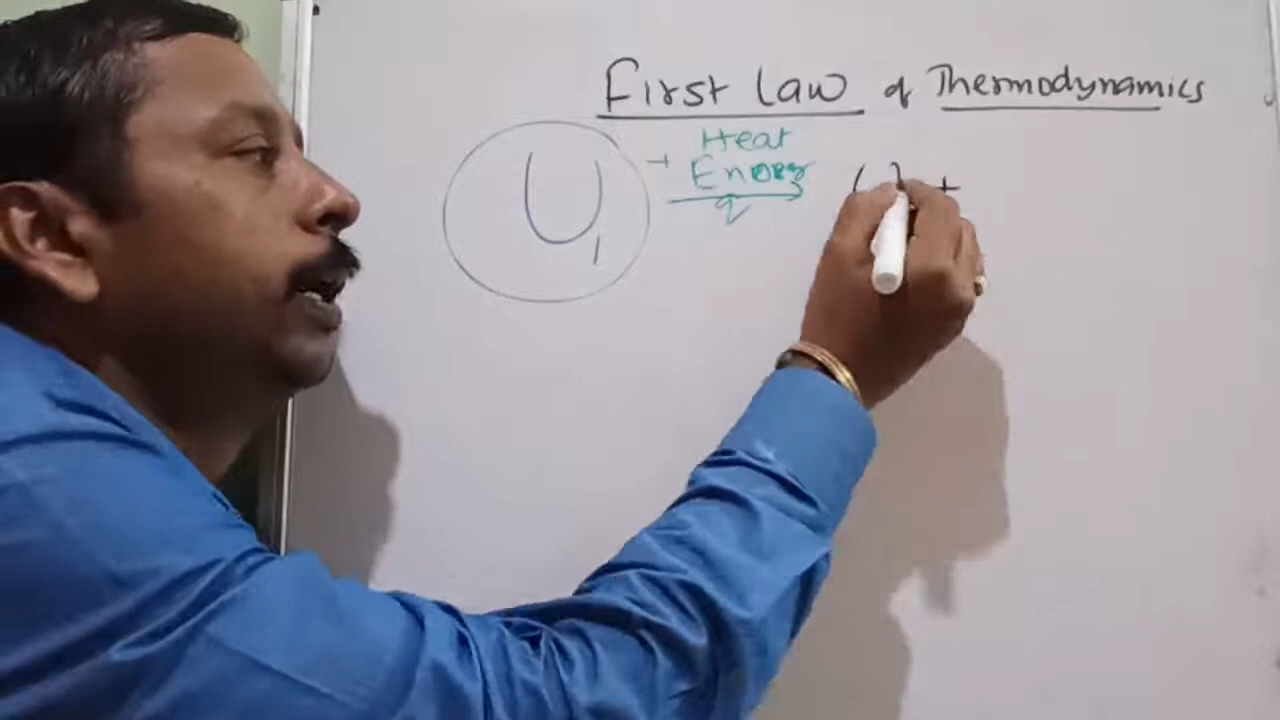 First Law of Thermodynamics
U1
+ Heat
Energy
q
U +